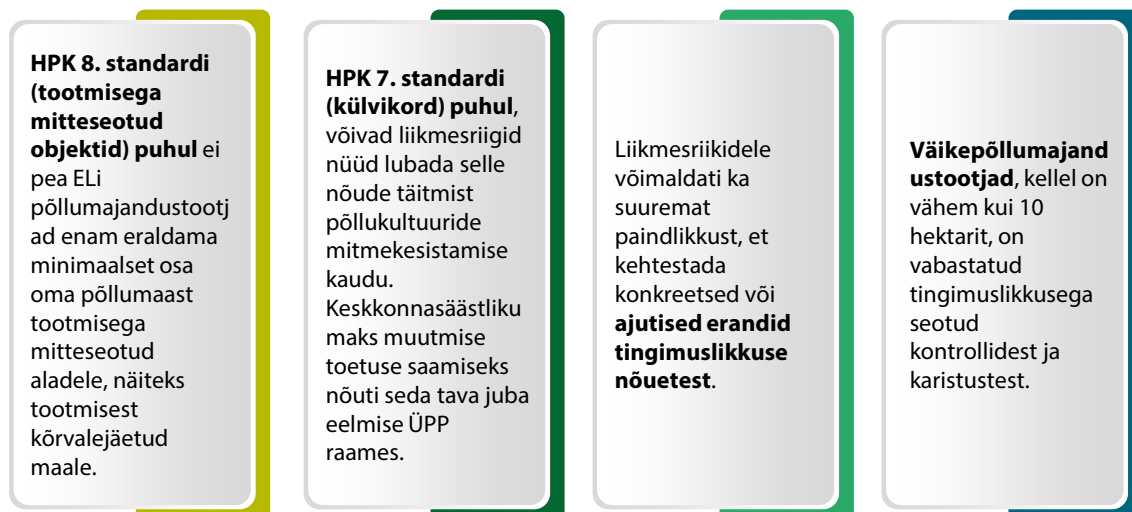 HPK 8. standardi
(tootmisega
mitteseotud
objektid) puhul ei
pea ELi
põllumajandustootj
ad enam eraldama
minimaalset osa
oma põllumaast
tootmisega
mitteseotud
aladele, näiteks
tootmisest
kõrvalejäetud
maale.
HPK 7. standardi
(külvikord) puhul,
võivad liikmesriigid
nüüd lubada selle
nõude täitmist
põllukultuuride
mitmekesistamise
kaudu.
Keskkonnasäästliku
maks muutmise
toetuse saamiseks
nõuti seda tava juba
eelmise ÜPP
raames.
Liikmesriikidele
võimaldati ka
suuremat
paindlikkust, et
kehtestada
konkreetsed või
ajutised erandid
tingimuslikkuse
nõuetest.
Väikepõllumajand
ustootjad, kellel on
vähem kui 10
hektarit, on
vabastatud
tingimuslikkusega
seotud
kontrollidest ja
karistustest.